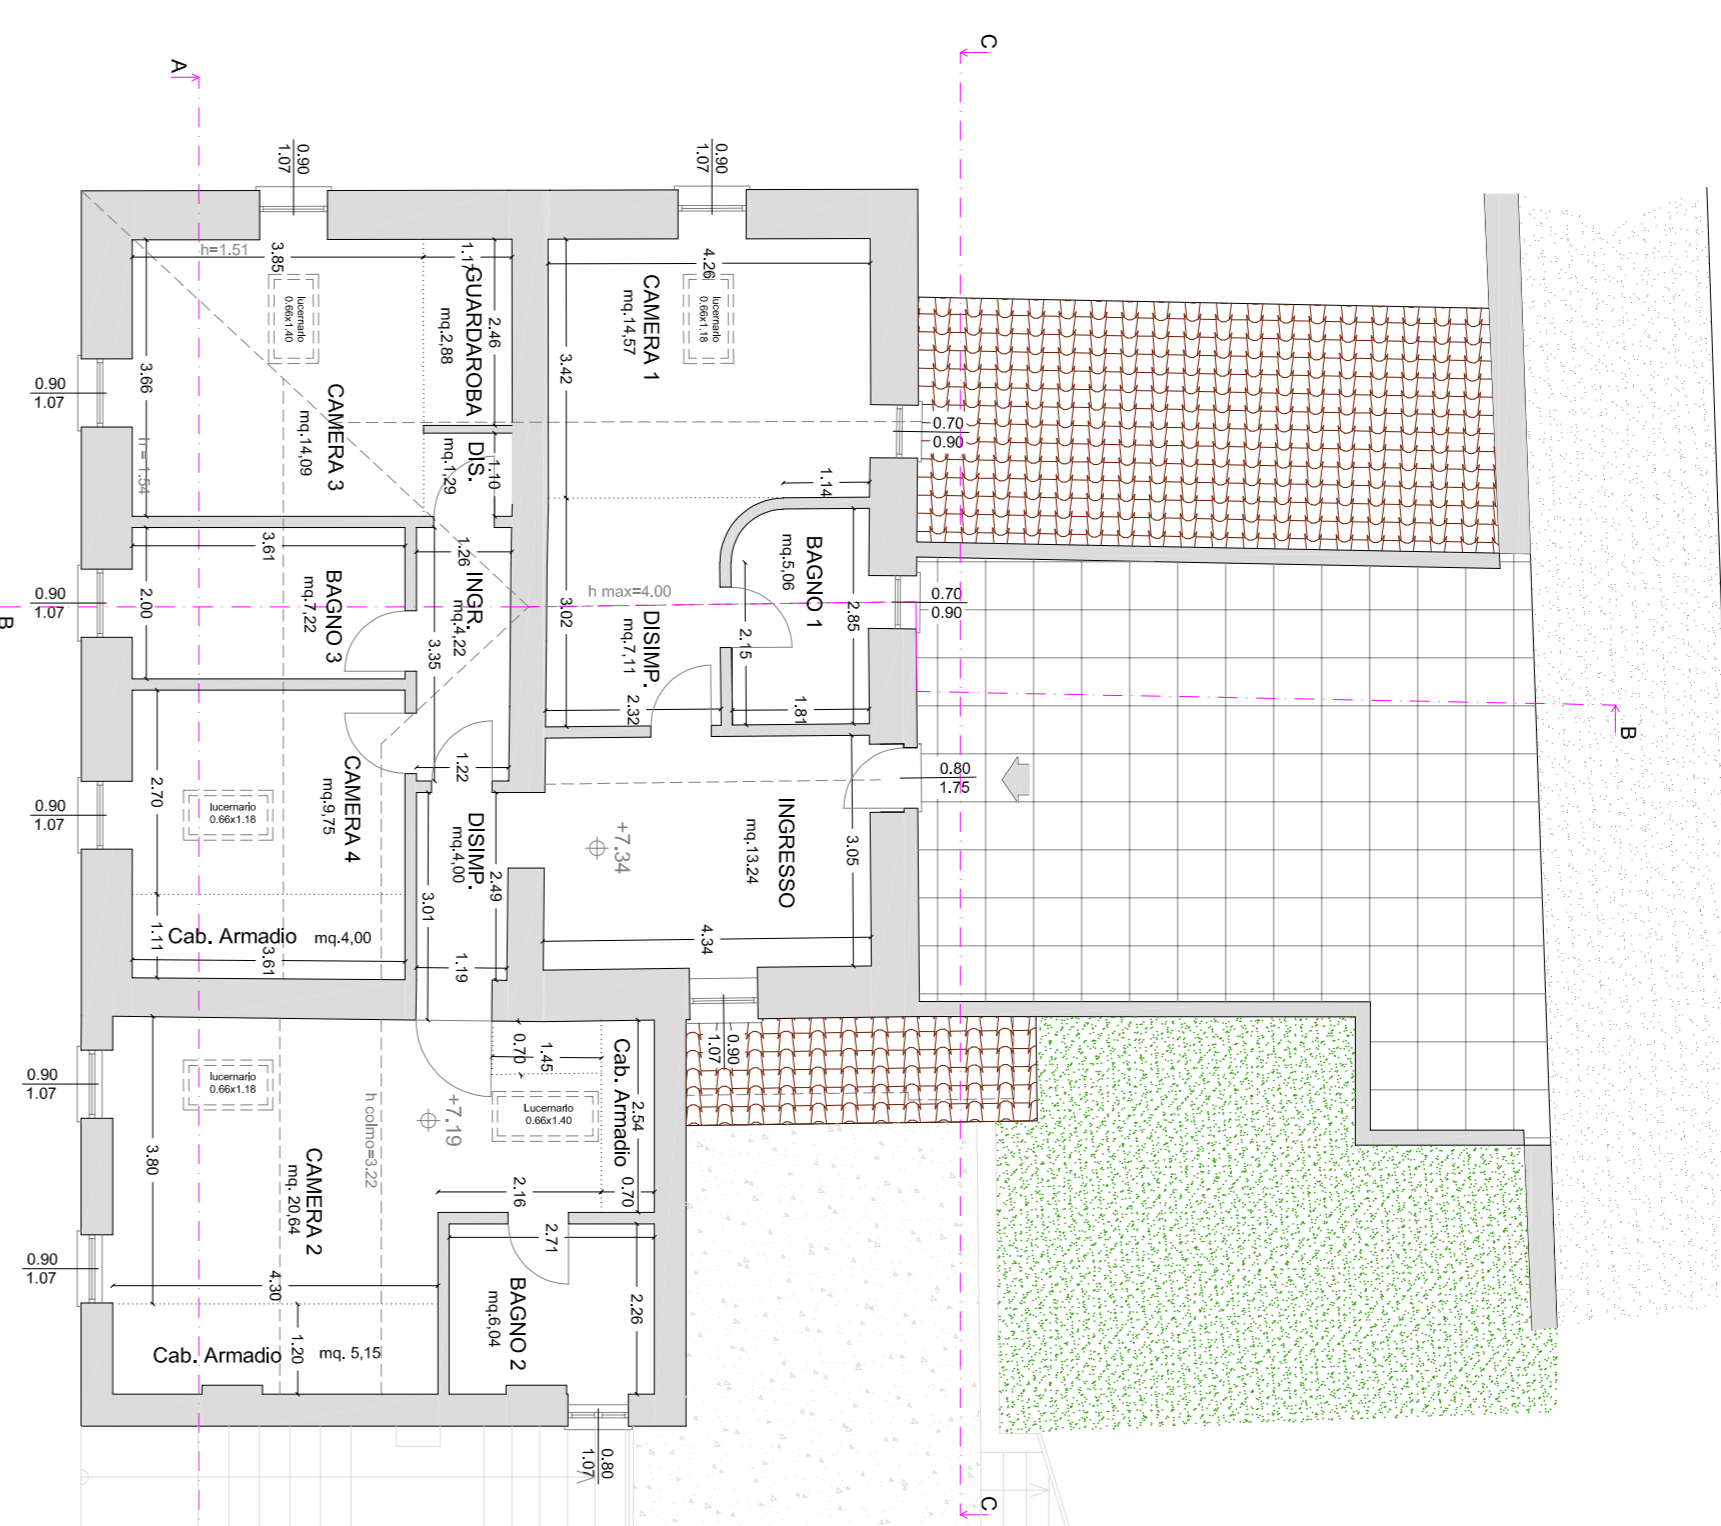 C
A
0.90
1.07
0.90
1.07
h=1.51
3.85
1.17
GUARDAROBA
mq.2,88
2.46
lucernario
0.66x1.40
CAMERA 3
mq.14,09
3.66
h= 1.54
0.90
1.07
DIS.
mq.1,29
1.10
4.26
CAMERA 1
mq.14,57
lucernario
0.66x1.18
3.42
0.70
0.90
1.14
BAGNO 1
mq.5,06
2.85
2.15
1.81
0.70
0.90
h max=4.00
3.02
DISIMP.
mq.7,11
2.32
3.61
BAGNO 3
mq.7,22
2.00
0.90
1.07
B
1.26
INGR.
mq.4,22
3.35
1.22
B
0.80
1.75
INGRESSO
mq.13.24
3.05
+7.34
4.34
CAMERA 4
mq.9,75
2.70
lucernario
0.66x1.18
0.90
1.07
DISIMP.
mq.4,00
2.49
3.01
1.19
1.11
Cab. Armadio mq.4,00
3.61
0.90
1.07
0.70
1.45
Cab. Armadio
2.54
0.70
Lucernario
0.66x1.40
+7.19
lucernario
0.66x1.18
0.90
1.07
h colmo=3.22
3.80
CAMERA 2
mq. 20,64
2.16
2.71
BAGNO 2
mq.6,04
2.26
0.90
1.07
4.30
1.20
Cab. Armadio mq. 5,15
0.80
1.07
C